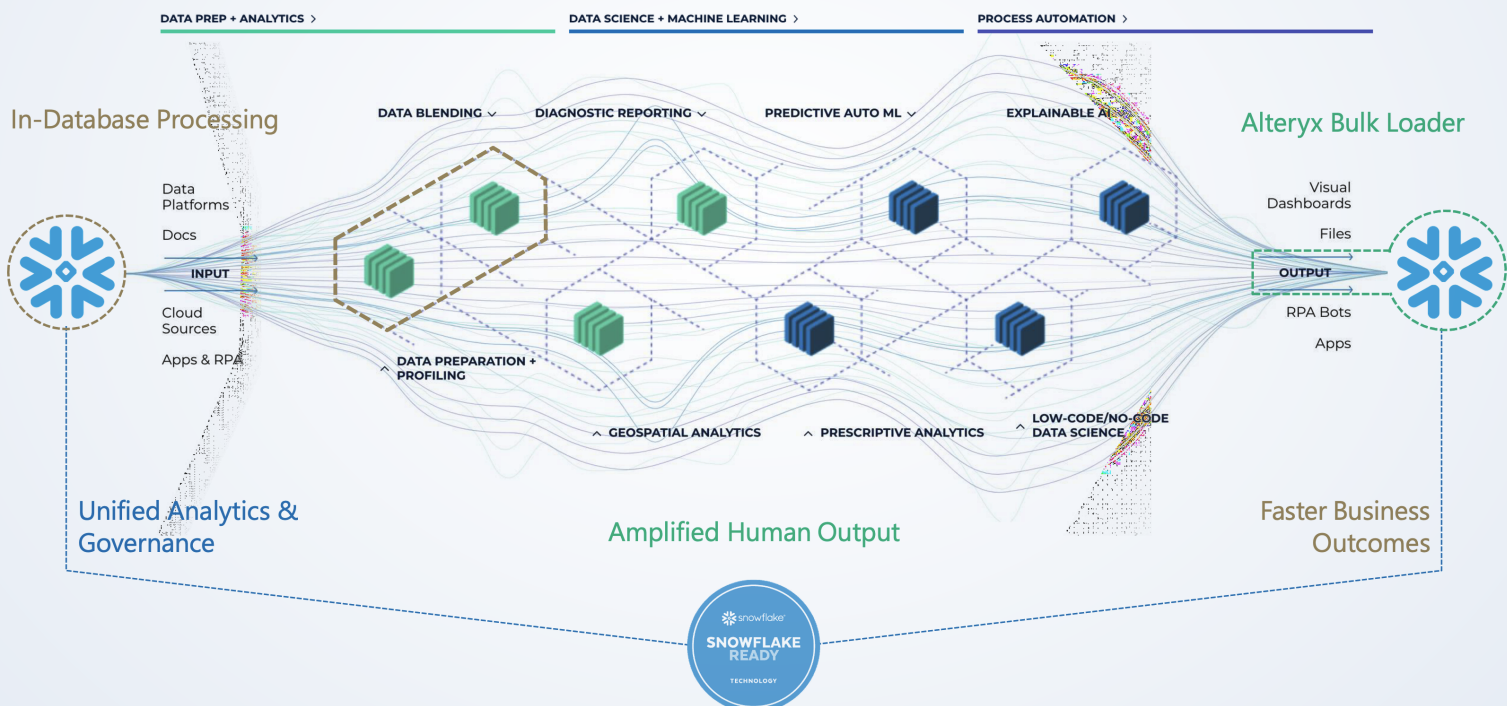 DATA PREP + ANALYTICS >
DATA SCIENCE + MACHINE LEARNING >
PROCESS AUTOMATION >
In-Database Processing
DATA BLENDING
DIAGNOSTIC REPORTING
PREDICTIVE AUTO ML
EXPLAINABLE AI
Alteryx Bulk Loader
Data
Platforms
Docs
INPUT
Cloud
Sources
Apps & RPA
Visual
Dashboards
Files
OUTPUT
RPA Bots
Apps
DATA PREPARATION +
PROFILING
GEOSPATIAL ANALYTICS
PRESCRIPTIVE ANALYTICS
LOW-CODE/NO-CODE
DATA SCIENCE
Unified Analytics &
Governance
Amplified Human Output
Faster Business
Outcomes
snowflake
SNOWFLAKE
READY
TECHNOLOGY